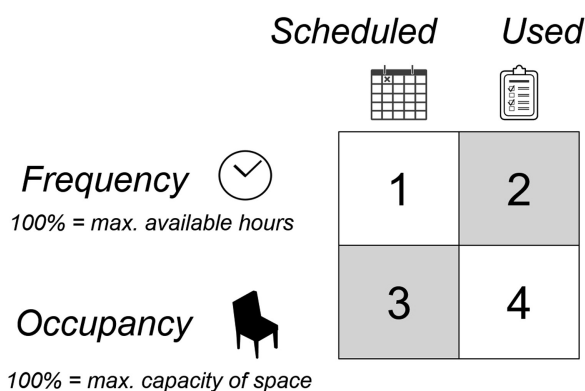 Scheduled Used
Frequency
100% = max. available hours
1 2
Occupancy
100% = max. capacity of space
3 4